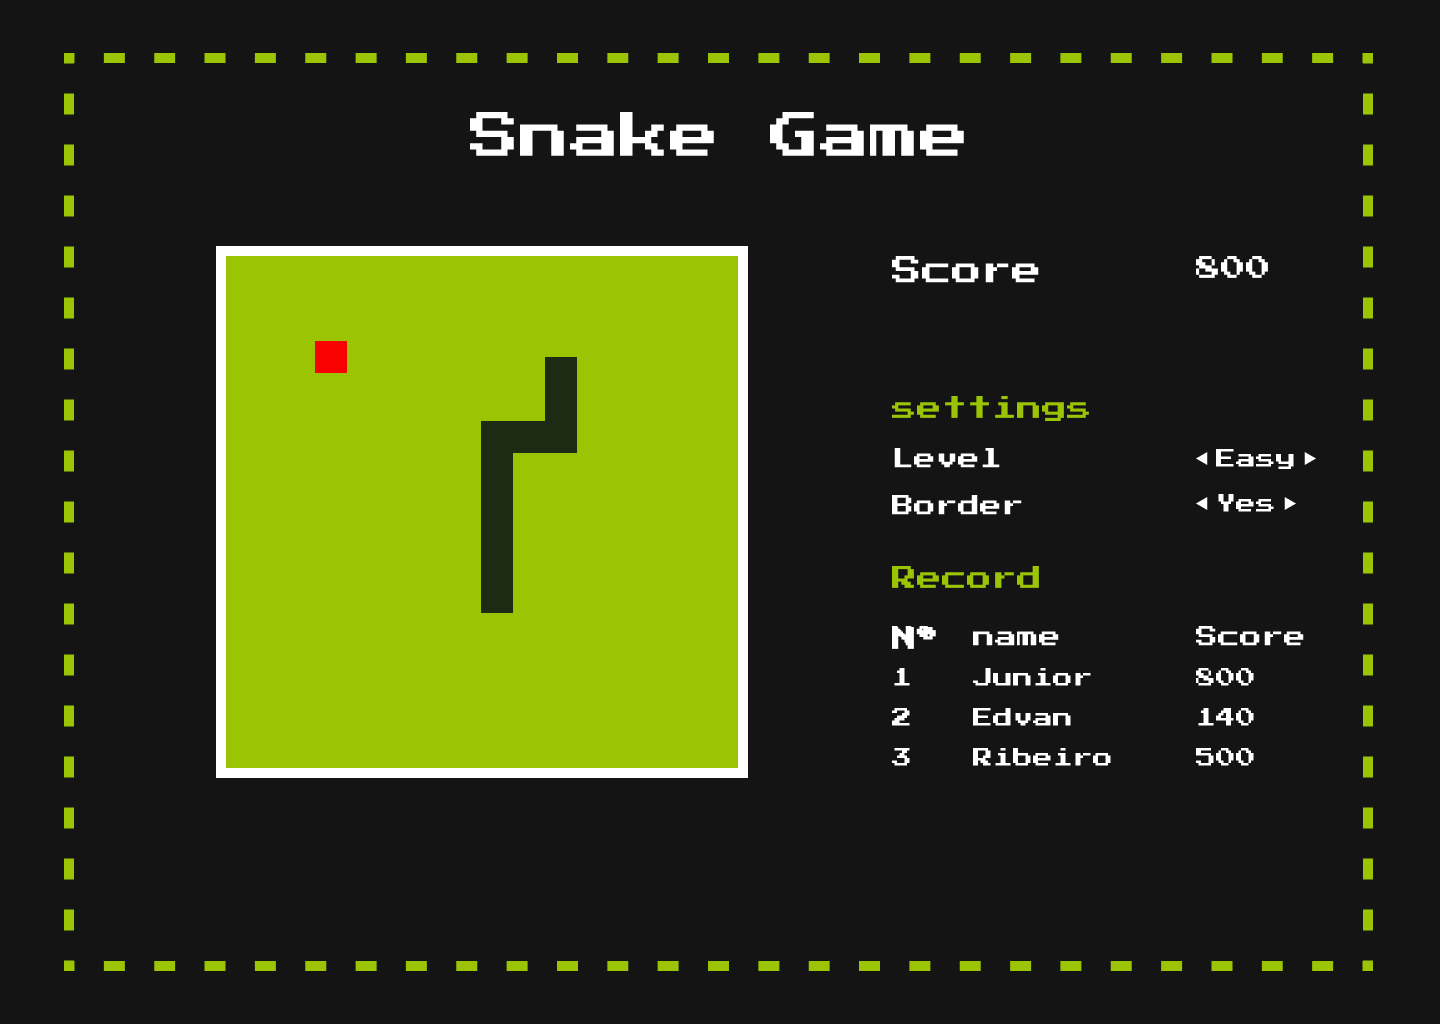 Snake Game
Score 800
settings
Level Easy
Border Yes
Record
Nº name Score
1 Junior 800
2 Edvan 140
3 Ribeiro 500